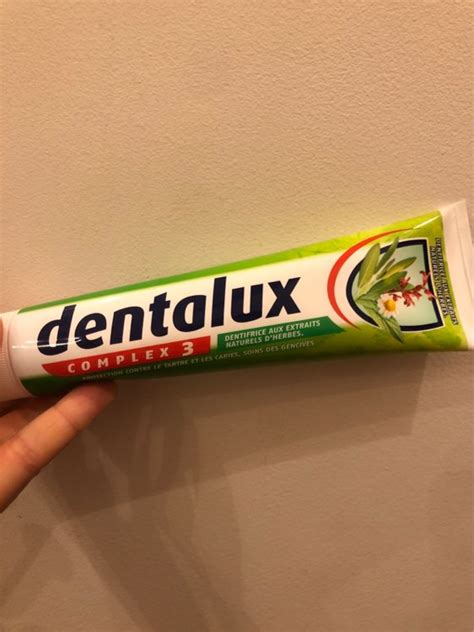 dentalux
COMPLEX 3
DENTIFRICE AUX EXTRAITS
NATURELS D'HERBES.
PROTECTION CONTRE LE TARTRE ET LES CARIES, SOINS DES GENCIVES